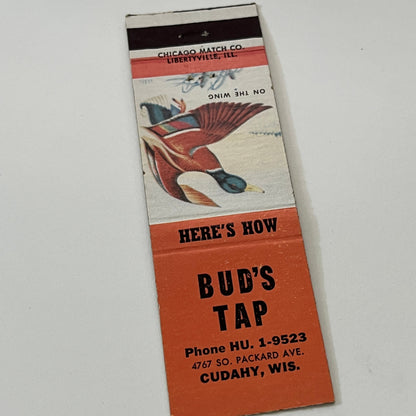 CHICAGO MATCH CO.
LIBERTYVILLE, ILL.
ON THE WING
HERE'S HOW
BUD'S
TAP
Phone HU. 1-9523
4767 SO. PACKARD AVE.
CUDAHY, WIS.